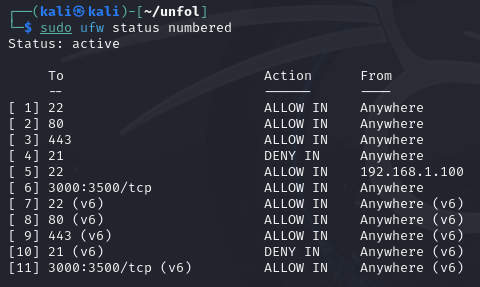 ┌──(kali㉿kali)-[~/unfol]
└─$ sudo ufw status numbered
Status: active
To Action From
-- ------ ----
[ 1] 22 ALLOW IN Anywhere
[ 2] 80 ALLOW IN Anywhere
[ 3] 443 ALLOW IN Anywhere
[ 4] 21 DENY IN Anywhere
[ 5] 22 ALLOW IN 192.168.1.100
[ 6] 3000:3500/tcp ALLOW IN Anywhere
[ 7] 22 (v6) ALLOW IN Anywhere (v6)
[ 8] 80 (v6) ALLOW IN Anywhere (v6)
[ 9] 443 (v6) ALLOW IN Anywhere (v6)
[10] 21 (v6) DENY IN Anywhere (v6)
[11] 3000:3500/tcp (v6) ALLOW IN Anywhere (v6)